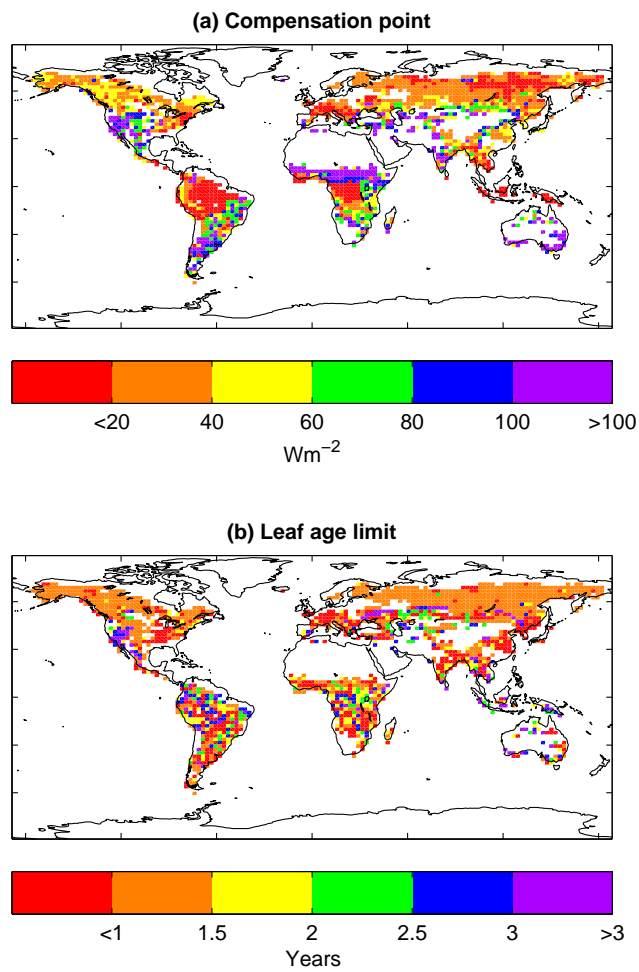 (a) Compensation point
<20 40 60 80 100 >100
Wm−2
(b) Leaf age limit
<1 1.5 2 2.5 3 >3
Years